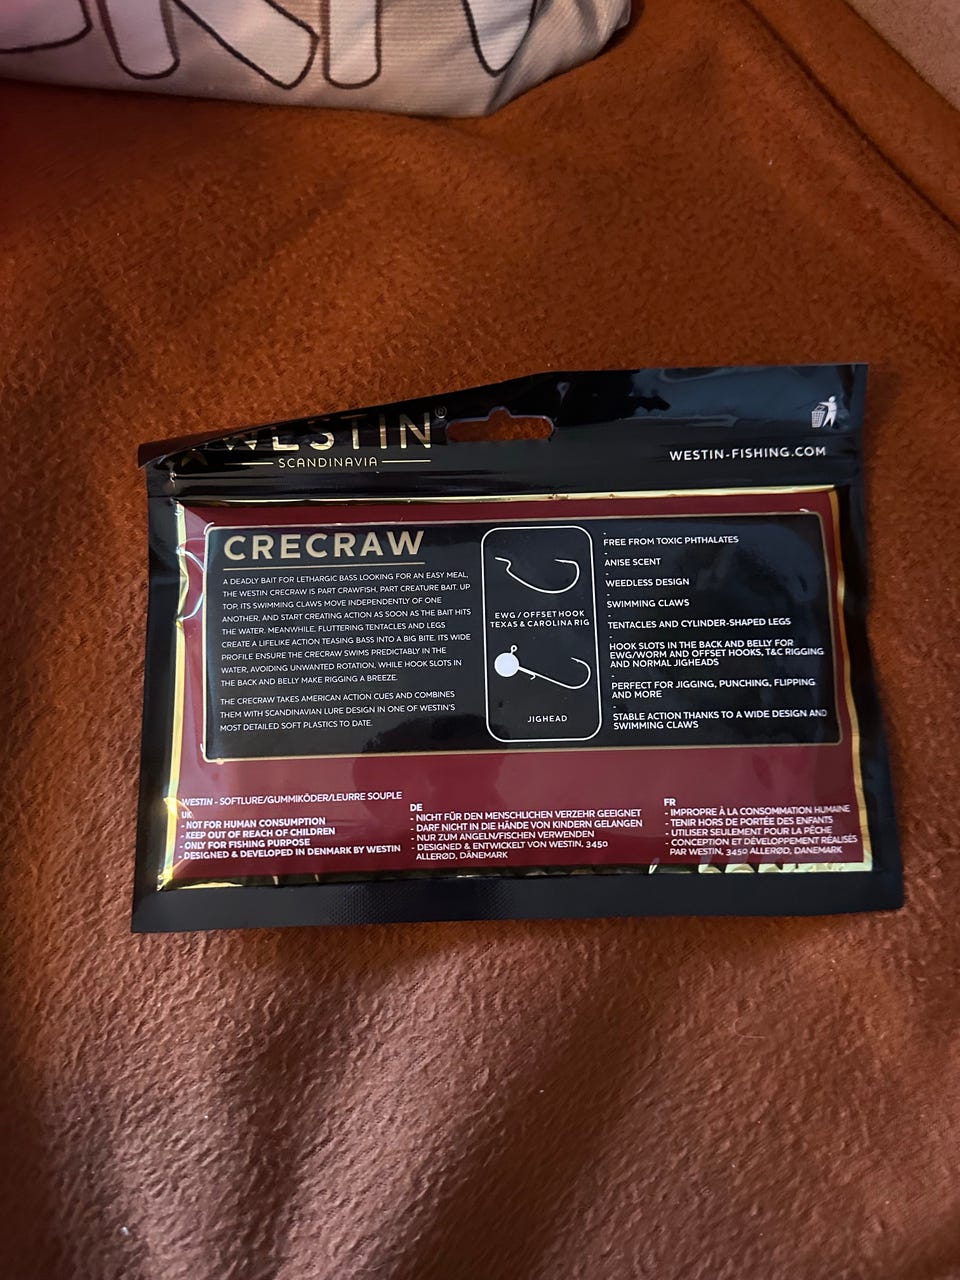 WESTIN®
SCANDINAVIA
WESTIN-FISHING.COM
CRECRAW
A DEADLY BAIT FOR LETHARGIC BASS LOOKING FOR AN EASY MEAL,
THE WESTIN CRECRAW IS PART CRAWFISH, PART CREATURE BAIT. UP
TOP, ITS SWIMMING CLAWS MOVE INDEPENDENTLY OF ONE
ANOTHER. AND START CREATING ACTION AS SOON AS THE BAIT HITS
THE WATER. MEANWHILE, FLUTTERING TENTACLES AND LEGS
CREATE A LIFELIKE ACTION TEASING BASS INTO A BIG BITE. ITS WIDE
PROFILE ENSURE THE CRECRAW SWIMS PREDICTABLY IN THE
WATER, AVOIDING UNWANTED ROTATION, WHILE HOOK SLOTS IN
THE BACK AND BELLY MAKE RIGGING A BREEZE.
THE CRECRAW TAKES AMERICAN ACTION CUES AND COMBINES
THEM WITH SCANDINAVIAN LURE DESIGN IN ONE OF WESTIN'S
MOST DETAILED SOFT PLASTICS TO DATE.
EWG / OFFSET HOOK
TEXAS & CAROLINA RIG
JIGHEAD
-
FREE FROM TOXIC PHTHALATES
-
ANISE SCENT
-
WEEDLESS DESIGN
-
SWIMMING CLAWS
-
TENTACLES AND CYLINDER-SHAPED LEGS
-
HOOK SLOTS IN THE BACK AND BELLY FOR
EWG/WORM AND OFFSET HOOKS, T&C RIGGING
AND NORMAL JIGHEADS
-
PERFECT FOR JIGGING, PUNCHING, FLIPPING
AND MORE
-
STABLE ACTION THANKS TO A WIDE DESIGN AND
SWIMMING CLAWS
WESTIN - SOFTLURE/GUMMIKÖDER/LEURRE SOUPLE
UK
- NOT FOR HUMAN CONSUMPTION
- KEEP OUT OF REACH OF CHILDREN
- ONLY FOR FISHING PURPOSE
- DESIGNED & DEVELOPED IN DENMARK BY WESTIN
DE
- NICHT FÜR DEN MENSCHLICHEN VERZEHR GEEIGNET
- DARF NICHT IN DIE HÄNDE VON KINDERN GELANGEN
- NUR ZUM ANGELN/FISCHEN VERWENDEN
- DESIGNED & ENTWICKELT VON WESTIN, 3450
ALLERØD, DÄNEMARK
FR
- IMPROPRE À LA CONSOMMATION HUMAINE
- TENIR HORS DE PORTÉE DES ENFANTS
- UTILISER SEULEMENT POUR LA PÊCHE
- CONCEPTION ET DÉVELOPPEMENT RÉALISÉS
PAR WESTIN, 3450 ALLERØD, DANEMARK